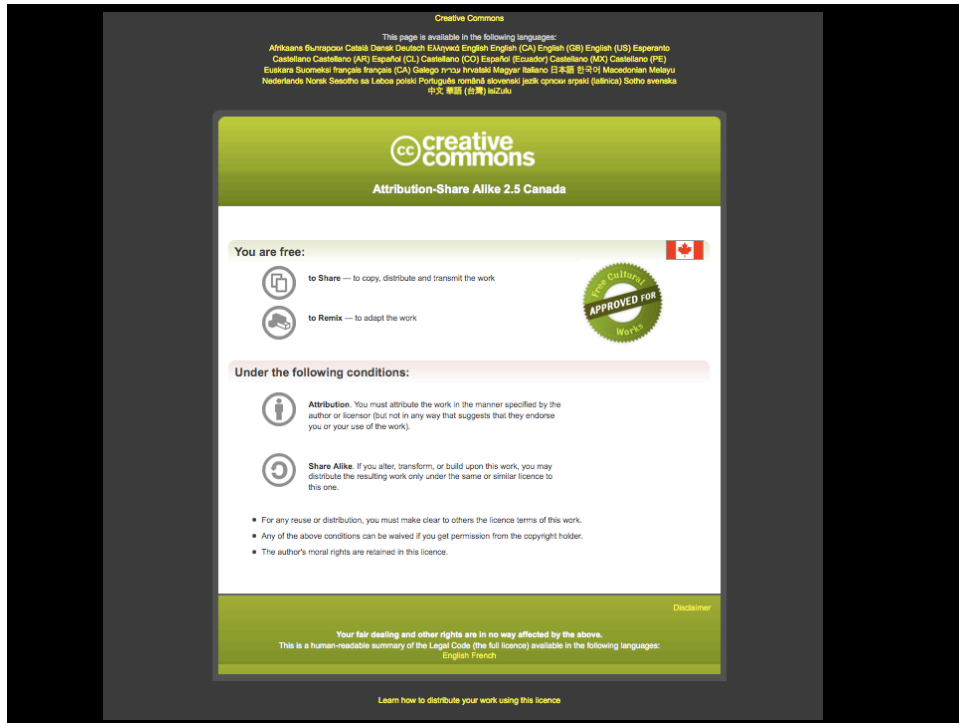 Creative Commons
This page is available in the following languages:
Afrikaans български Català Dansk Deutsch Ελληνικά English English (CA) English (GB) English (US) Esperanto
Castellano Castellano (AR) Español (CL) Castellano (CO) Español (Ecuador) Castellano (MX) Castellano (PE)
Euskara Suomeksi français français (CA) Galego עברית hrvatski Magyar Italiano 日本語 한국어 Macedonian Melayu
Nederlands Norsk Sesotho sa Leboa polski Português română slovenski jezik српски srpski (latinica) Sotho svenska
中文 華語 (台灣) isiZulu
cc creative
commons
Attribution-Share Alike 2.5 Canada
You are free:
to Share — to copy, distribute and transmit the work
to Remix — to adapt the work
Free Cultural
APPROVED FOR
Works
Under the following conditions:
Attribution. You must attribute the work in the manner specified by the
author or licensor (but not in any way that suggests that they endorse
you or your use of the work).
Share Alike. If you alter, transform, or build upon this work, you may
distribute the resulting work only under the same or similar licence to
this one.
For any reuse or distribution, you must make clear to others the licence terms of this work.
Any of the above conditions can be waived if you get permission from the copyright holder.
The author's moral rights are retained in this licence.
Disclaimer
Your fair dealing and other rights are in no way affected by the above.
This is a human-readable summary of the Legal Code (the full licence) available in the following languages:
English French
Learn how to distribute your work using this licence